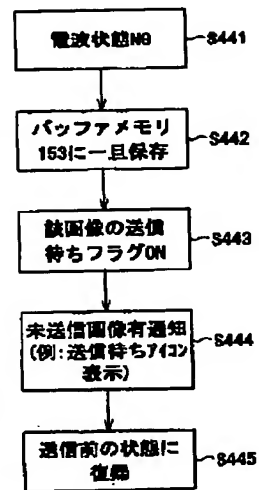 電波状態NG
S441
バッファメモリ
153に一旦保存
S442
該画像の送信
待ちフラグON
S443
未送信画像有通知
(例:送信待ちアイコン
表示)
S444
送信前の状態に
復帰
S445